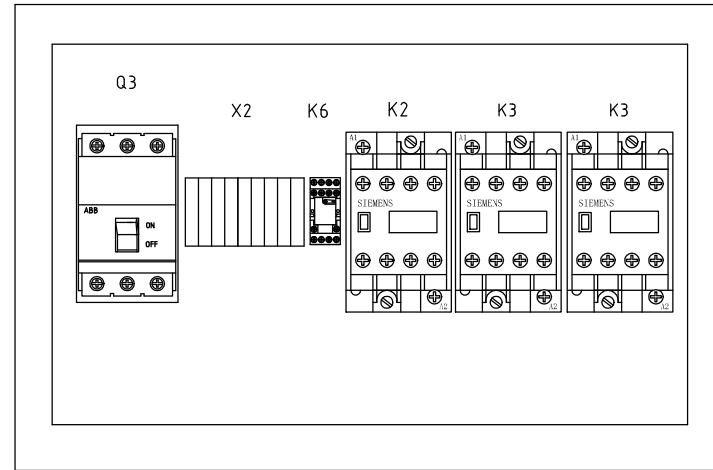 Q3
X2
K6
K2
K3
K3
A1
A1
A1
ABB
ON
OFF
SIEMENS
SIEMENS
SIEMENS
A2
A2
A2